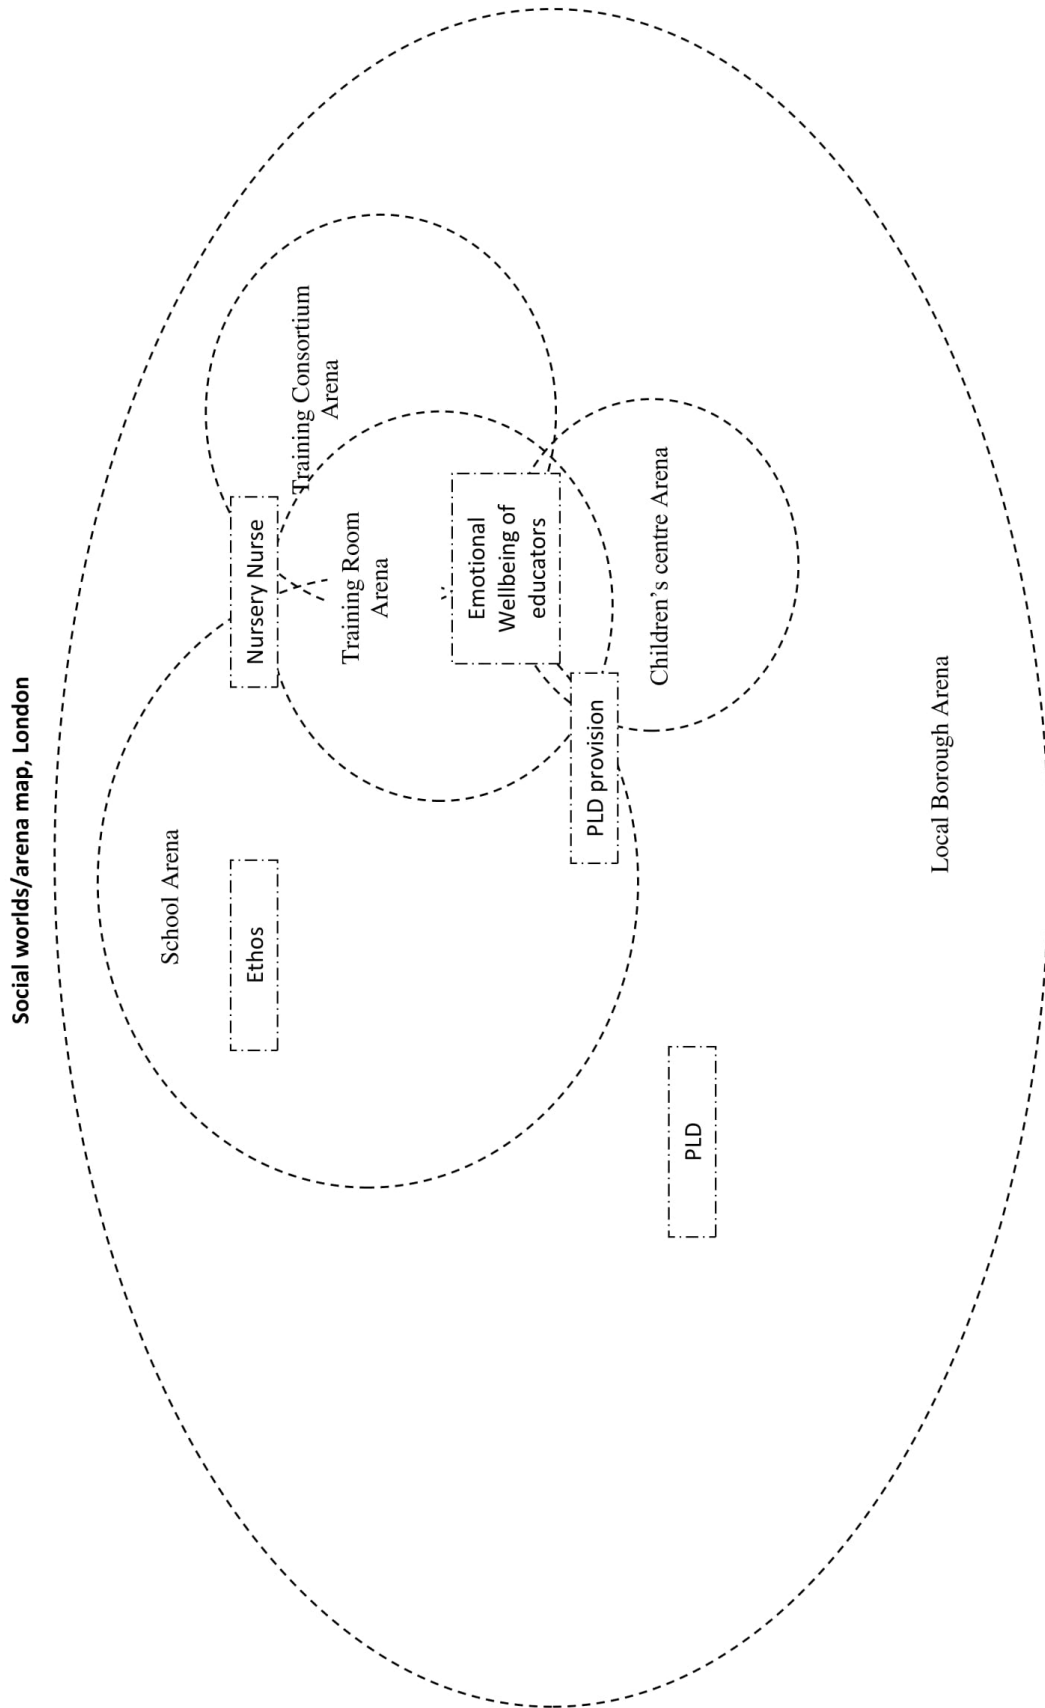 Social worlds/arena map, London
School Arena
Ethos
Nursery Nurse
Training Consortium
Arena
Training Room
Arena
Emotional
Wellbeing of
educators
PLD provision
Children’s centre Arena
PLD
Local Borough Arena